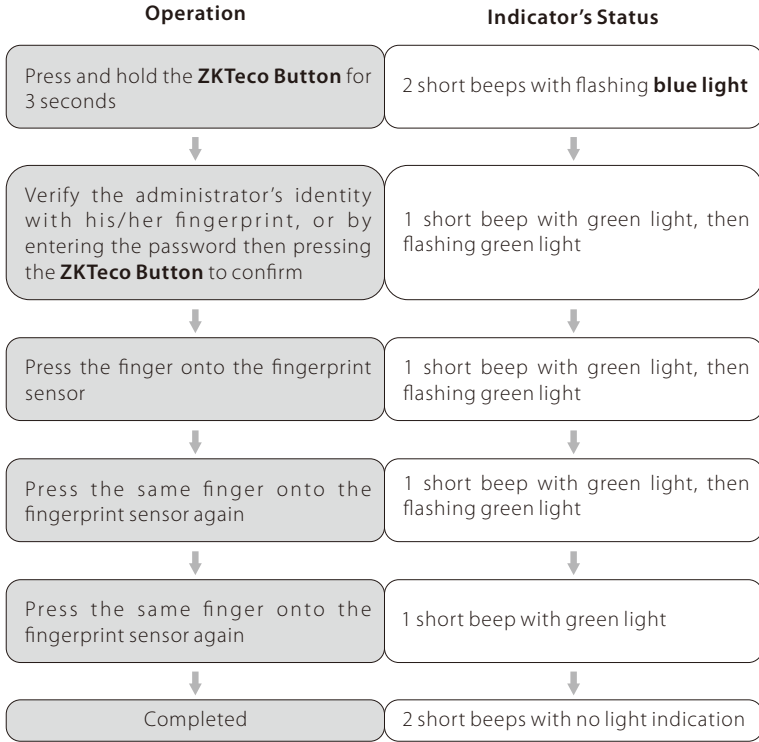 Operation
Indicator's Status
Press and hold the ZKTeco Button for
3 seconds
2 short beeps with flashing blue light
Verify the administrator's identity
with his/her fingerprint, or by
entering the password then pressing
the ZKTeco Button to confirm
1 short beep with green light, then
flashing green light
Press the finger onto the fingerprint
sensor
1 short beep with green light, then
flashing green light
Press the same finger onto the
fingerprint sensor again
1 short beep with green light, then
flashing green light
Press the same finger onto the
fingerprint sensor again
1 short beep with green light
Completed
2 short beeps with no light indication